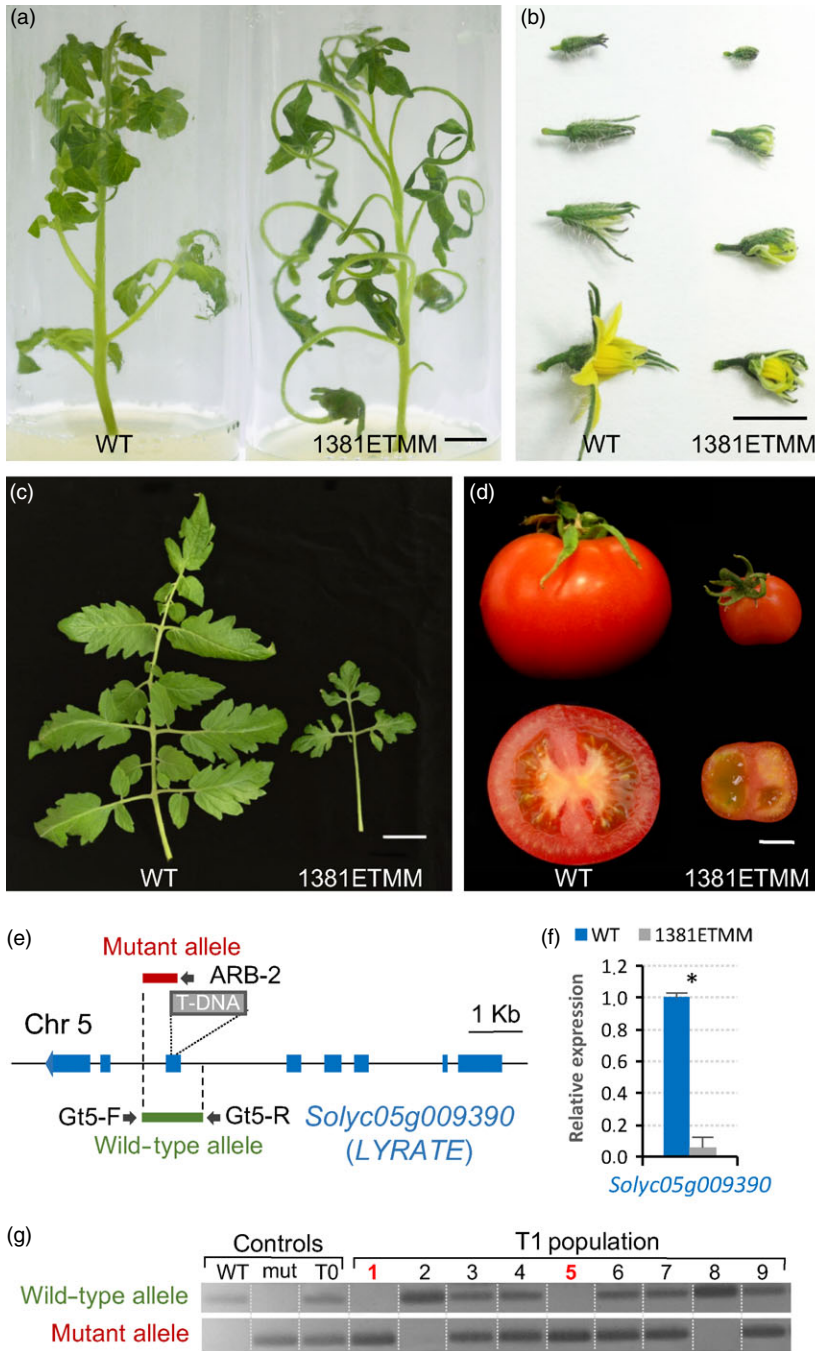 (a)
WT
1381ETMM
(b)
WT
1381ETMM
(c)
WT
1381ETMM
(d)
WT
1381ETMM
(e)
Mutant allele
ARB-2
T-DNA
Chr 5
1 Kb
Gt5-F
Gt5-R
Wild-type allele
Solyc05g009390
(LYRATE)
(f)
WT
1381ETMM
Relative expression
1.2
1.0
0.8
0.6
0.4
0.2
0.0
*
Solyc05g009390
(g)
Controls
T1 population
WT mut T0 1 2 3 4 5 6 7 8 9
Wild-type allele
Mutant allele